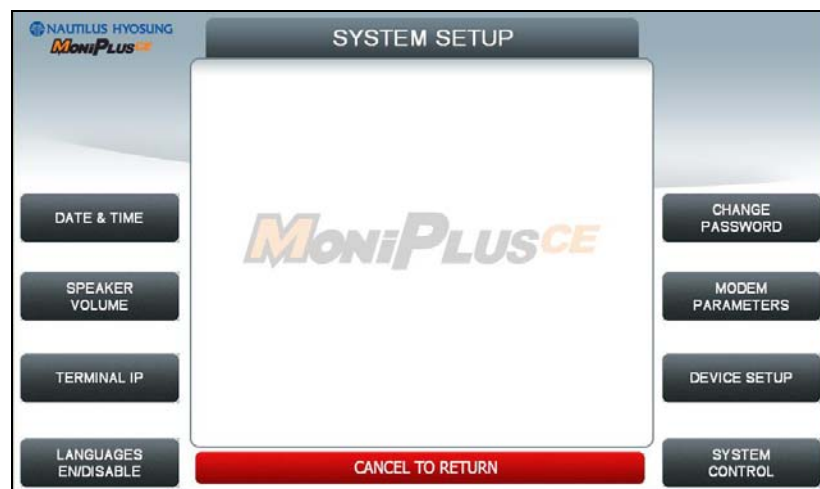 NAUTILUS HYOSUNG
MONIPLUS CE
SYSTEM SETUP
DATE & TIME
SPEAKER
VOLUME
TERMINAL IP
LANGUAGES
EN/DISABLE
MONIPLUS CE
CANCEL TO RETURN
CHANGE
PASSWORD
MODEM
PARAMETERS
DEVICE SETUP
SYSTEM
CONTROL